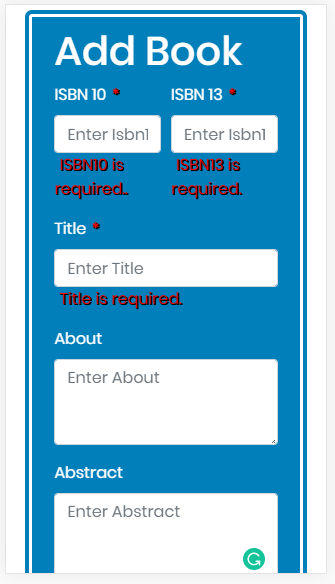 Add Book
ISBN 10 * ISBN 13 *
Enter Isbn1 Enter Isbn1
ISBN10 is required.. ISBN13 is required.
Title *
Enter Title
Title is required.
About
Enter About
Abstract
Enter Abstract